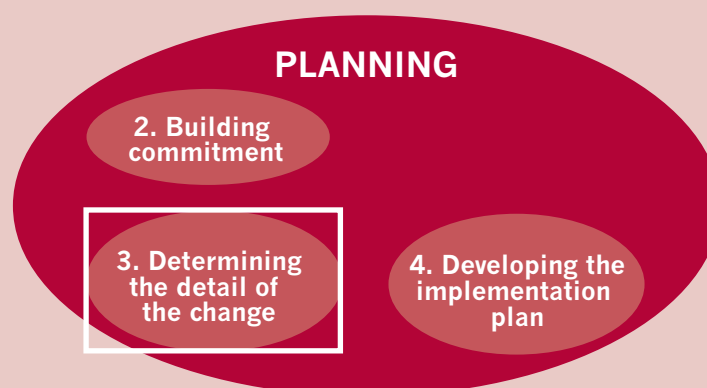 PLANNING
2. Building
commitment
3. Determining
the detail of
the change
4. Developing the
implementation
plan